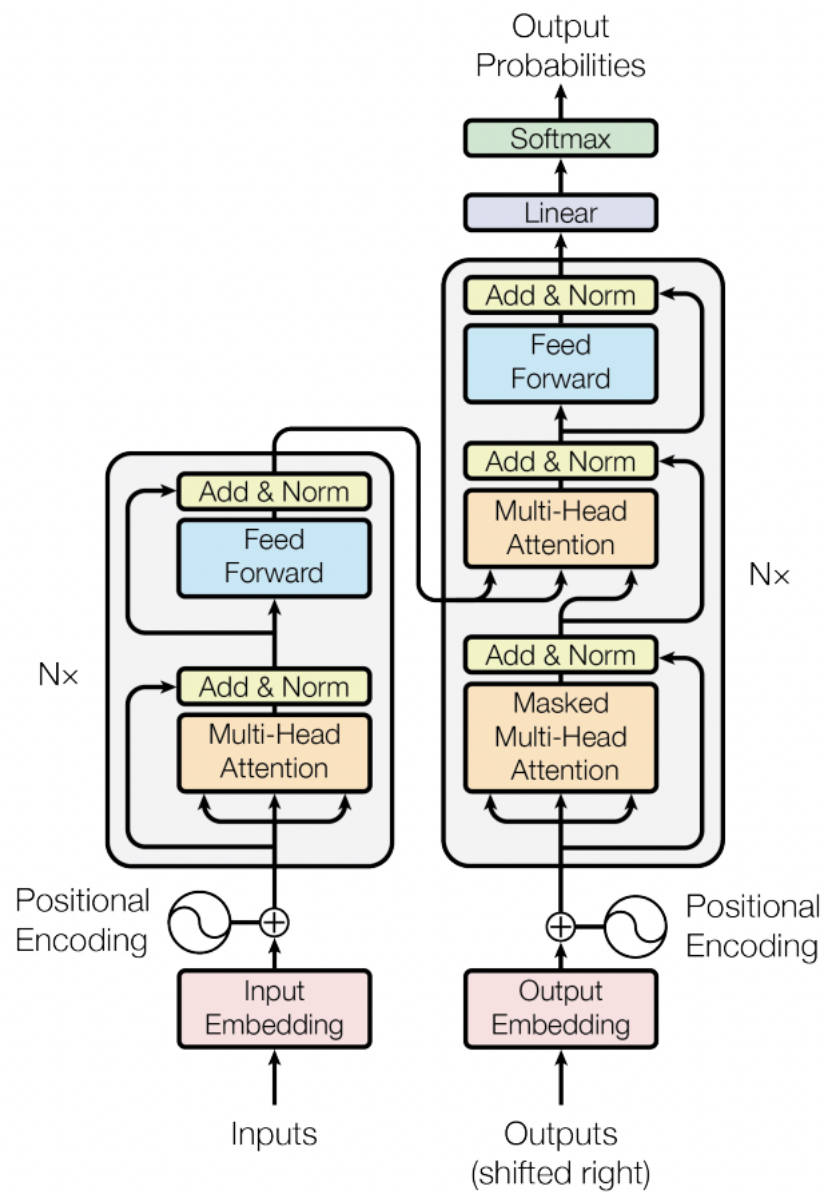 Output
Probabilities
Softmax
Linear
Add & Norm
Feed
Forward
Add & Norm
Multi-Head
Attention
Add & Norm
Masked
Multi-Head
Attention
Nx
Add & Norm
Feed
Forward
Add & Norm
Multi-Head
Attention
Nx
Positional
Encoding
Positional
Encoding
Input
Embedding
Output
Embedding
Inputs
Outputs
(shifted right)